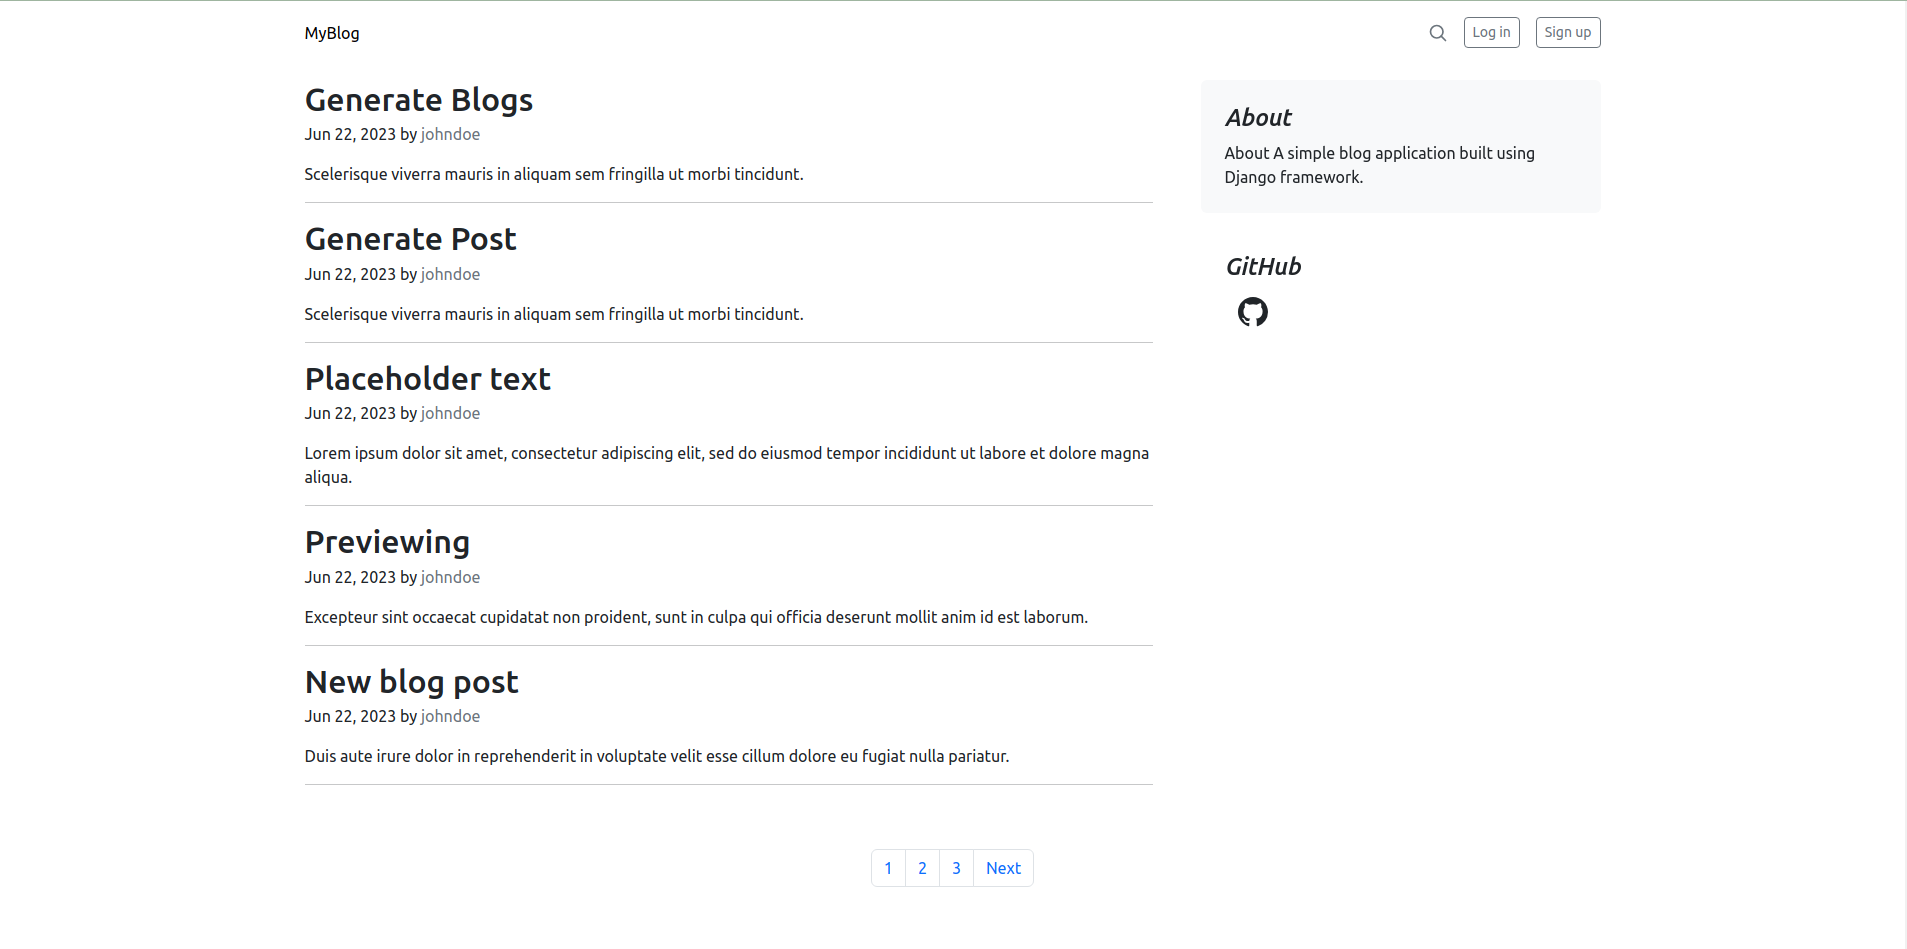 MyBlog
Log in
Sign up
Generate Blogs
Jun 22, 2023 by johndoe
Scelerisque viverra mauris in aliquam sem fringilla ut morbi tincidunt.
Generate Post
Jun 22, 2023 by johndoe
Scelerisque viverra mauris in aliquam sem fringilla ut morbi tincidunt.
Placeholder text
Jun 22, 2023 by johndoe
Lorem ipsum dolor sit amet, consectetur adipiscing elit, sed do eiusmod tempor incididunt ut labore et dolore magna
aliqua.
Previewing
Jun 22, 2023 by johndoe
Excepteur sint occaecat cupidatat non proident, sunt in culpa qui officia deserunt mollit anim id est laborum.
New blog post
Jun 22, 2023 by johndoe
Duis aute irure dolor in reprehenderit in voluptate velit esse cillum dolore eu fugiat nulla pariatur.
About
About A simple blog application built using
Django framework.
GitHub
1 2 3 Next